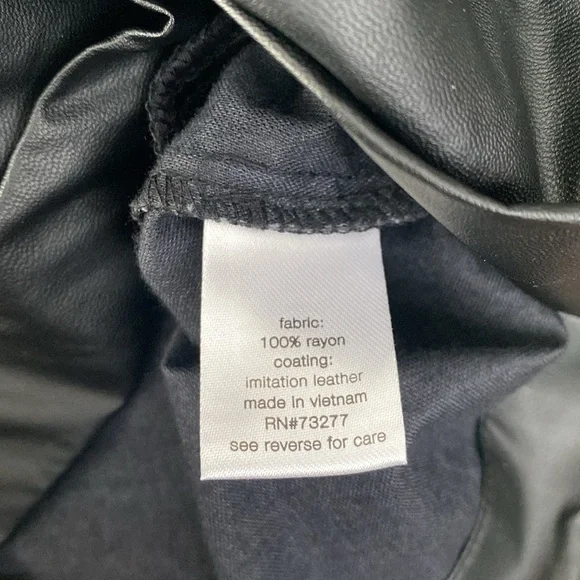 fabric:
100% rayon
coating:
imitation leather
made in vietnam
RN#73277
see reverse for care